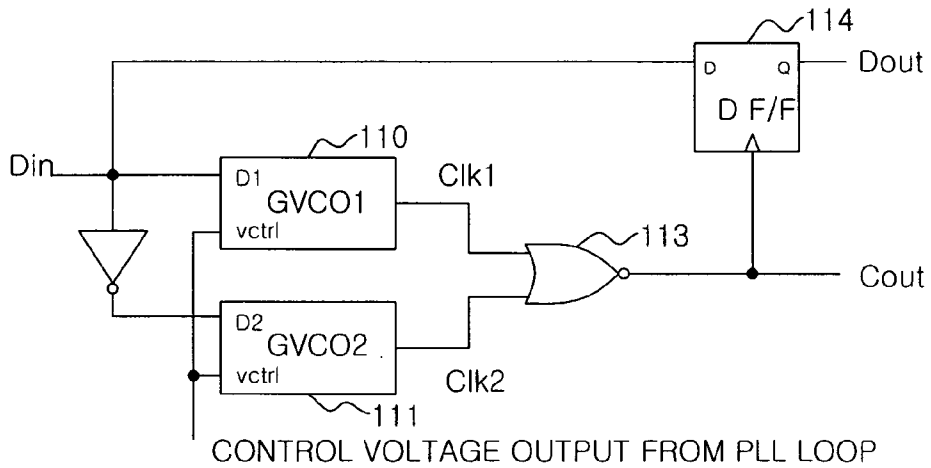 114
D Q Dout
D F/F
110
Din
D1
GVCO1
vctrl
Clk1
113
Cout
D2
GVCO2
vctrl
Clk2
111
CONTROL VOLTAGE OUTPUT FROM PLL LOOP